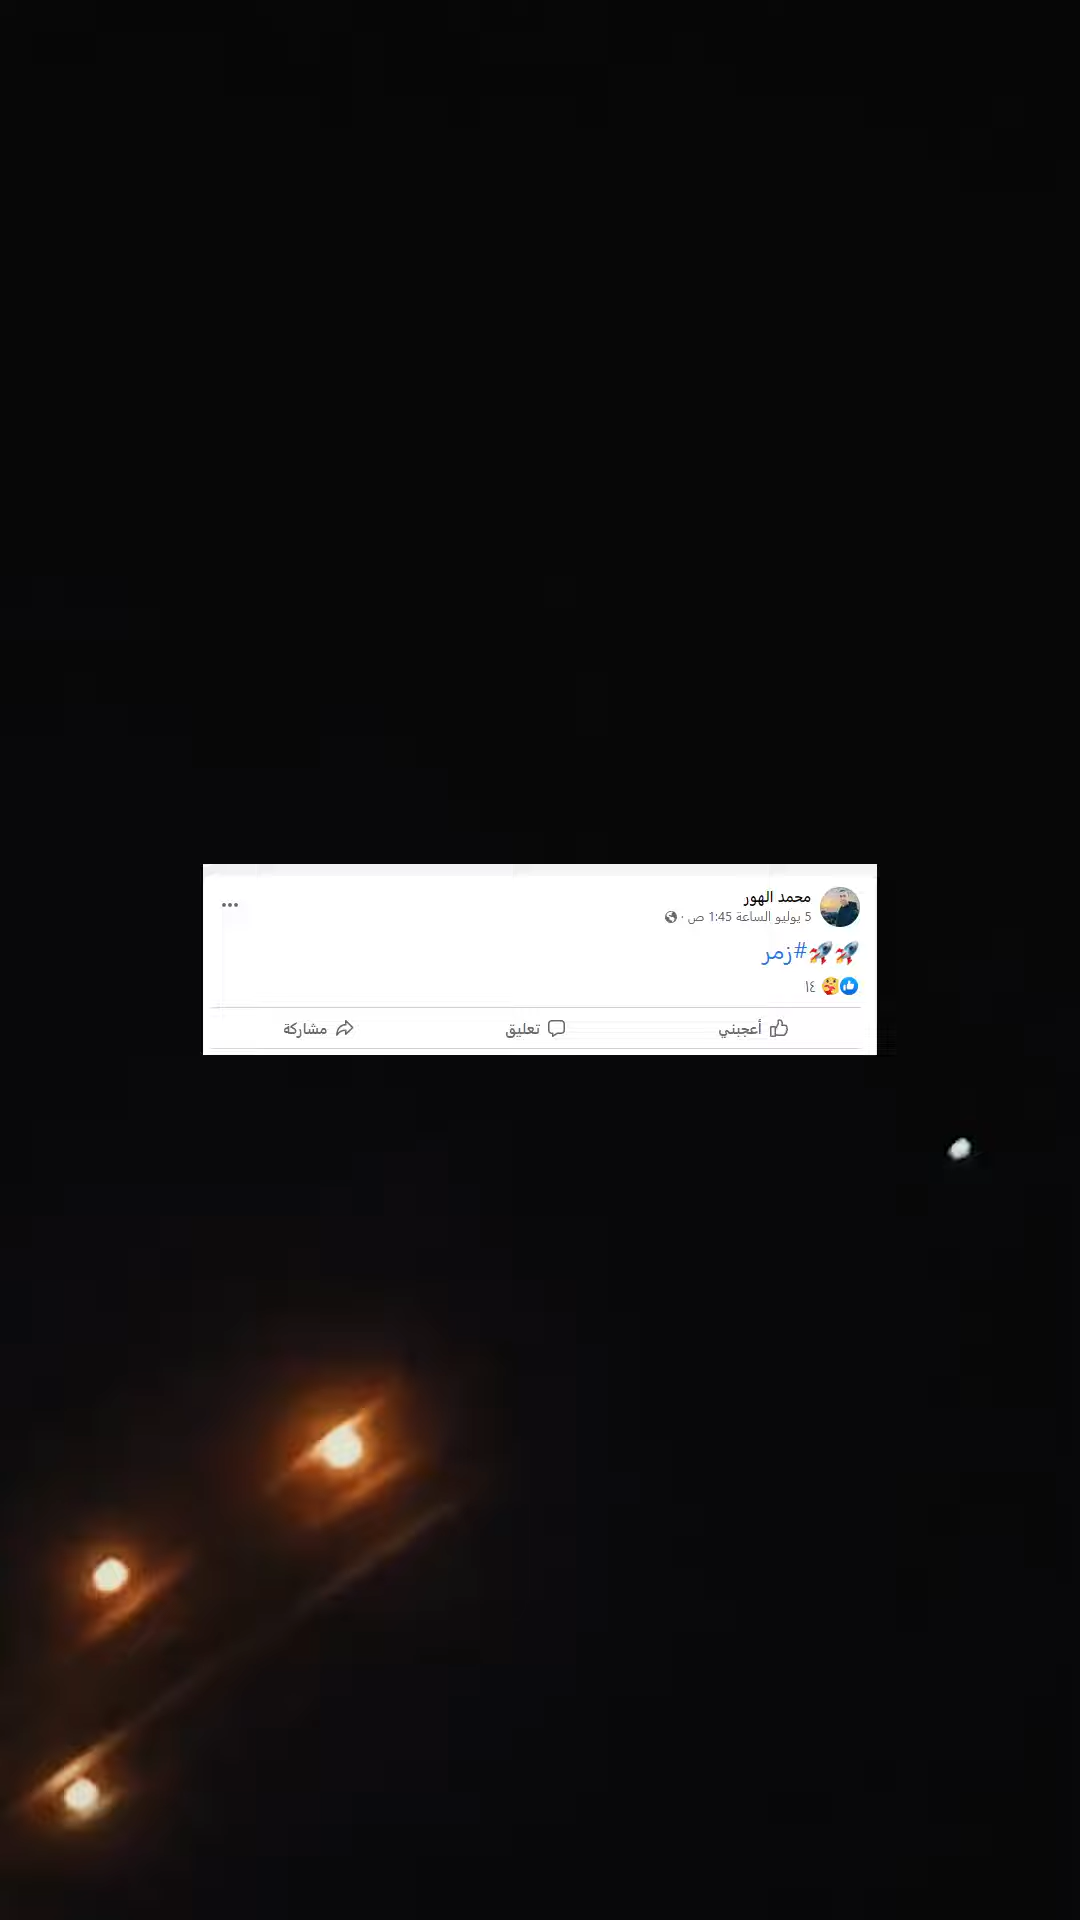 محمد الهور
5 يوليو الساعة 1:45 ص ·
🚀🚀#زمر
١٤
أعجبني
تعليق
مشاركة